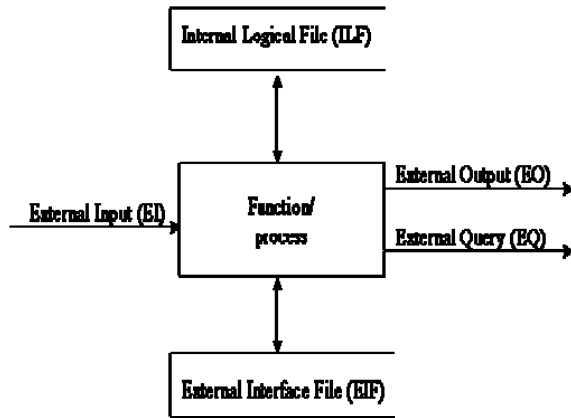 Internal Logical File (ILF)
External Output (EO)
External Input (EI)
Function/
process
External Query (EQ)
External Interface File (EIF)